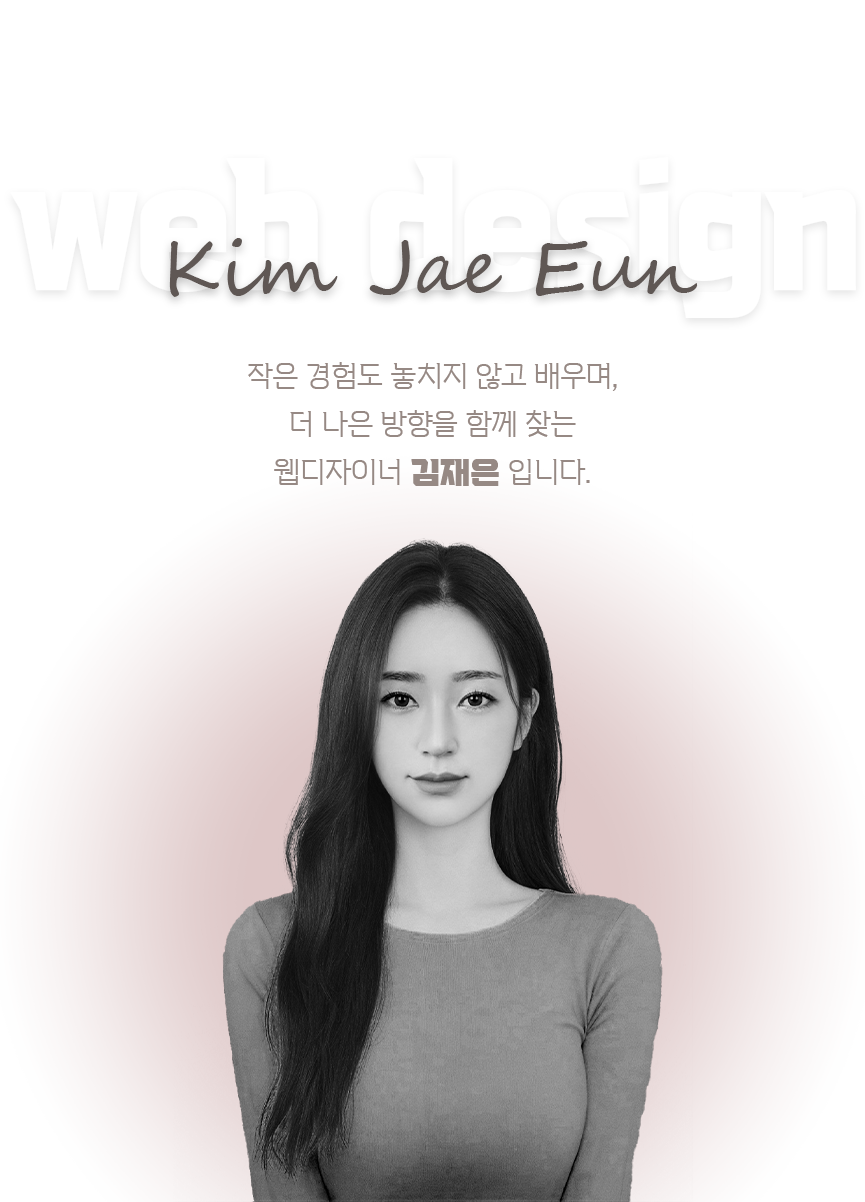 web design
Kim Jae Eun
작은 경험도 놓치지 않고 배우며,
더 나은 방향을 함께 찾는
웹디자이너 김재은 입니다.